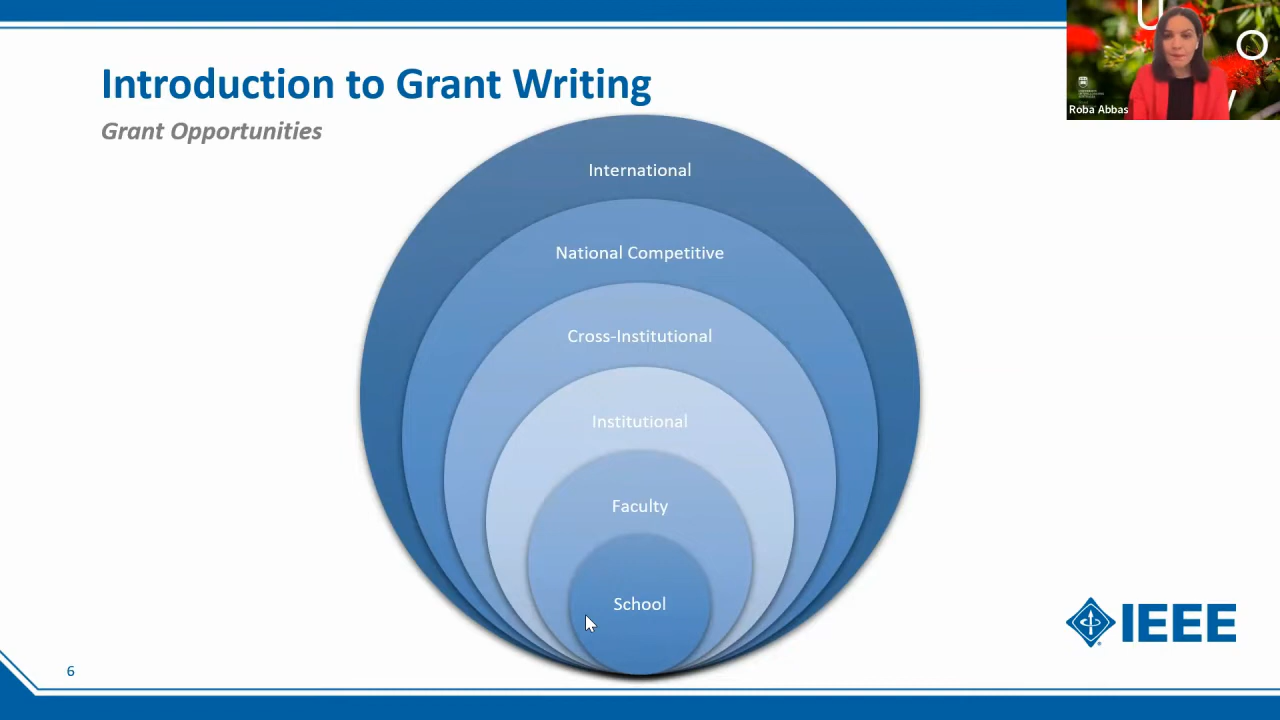 Introduction to Grant Writing
Grant Opportunities
Roba Abbas
International
National Competitive
Cross-Institutional
Institutional
Faculty
School
IEEE
6